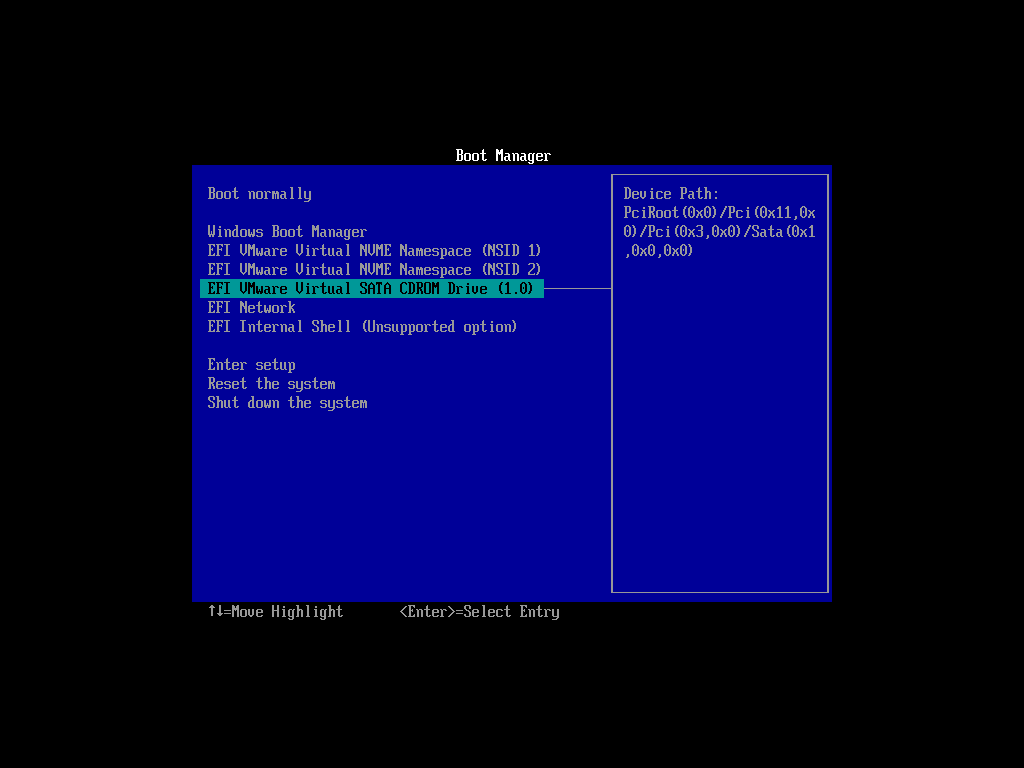 Boot Manager
Boot normally
Windows Boot Manager
EFI VMware Virtual NVME Namespace (NSID 1)
EFI VMware Virtual NVME Namespace (NSID 2)
EFI VMware Virtual SATA CDROM Drive (1.0)
EFI Network
EFI Internal Shell (Unsupported option)
Enter setup
Reset the system
Shut down the system
Device Path:
PciRoot(0x0)/Pci(0x11,0x
0)/Pci(0x3,0x0)/Sata(0x1
,0x0,0x0)
↑↓=Move Highlight <Enter>=Select Entry